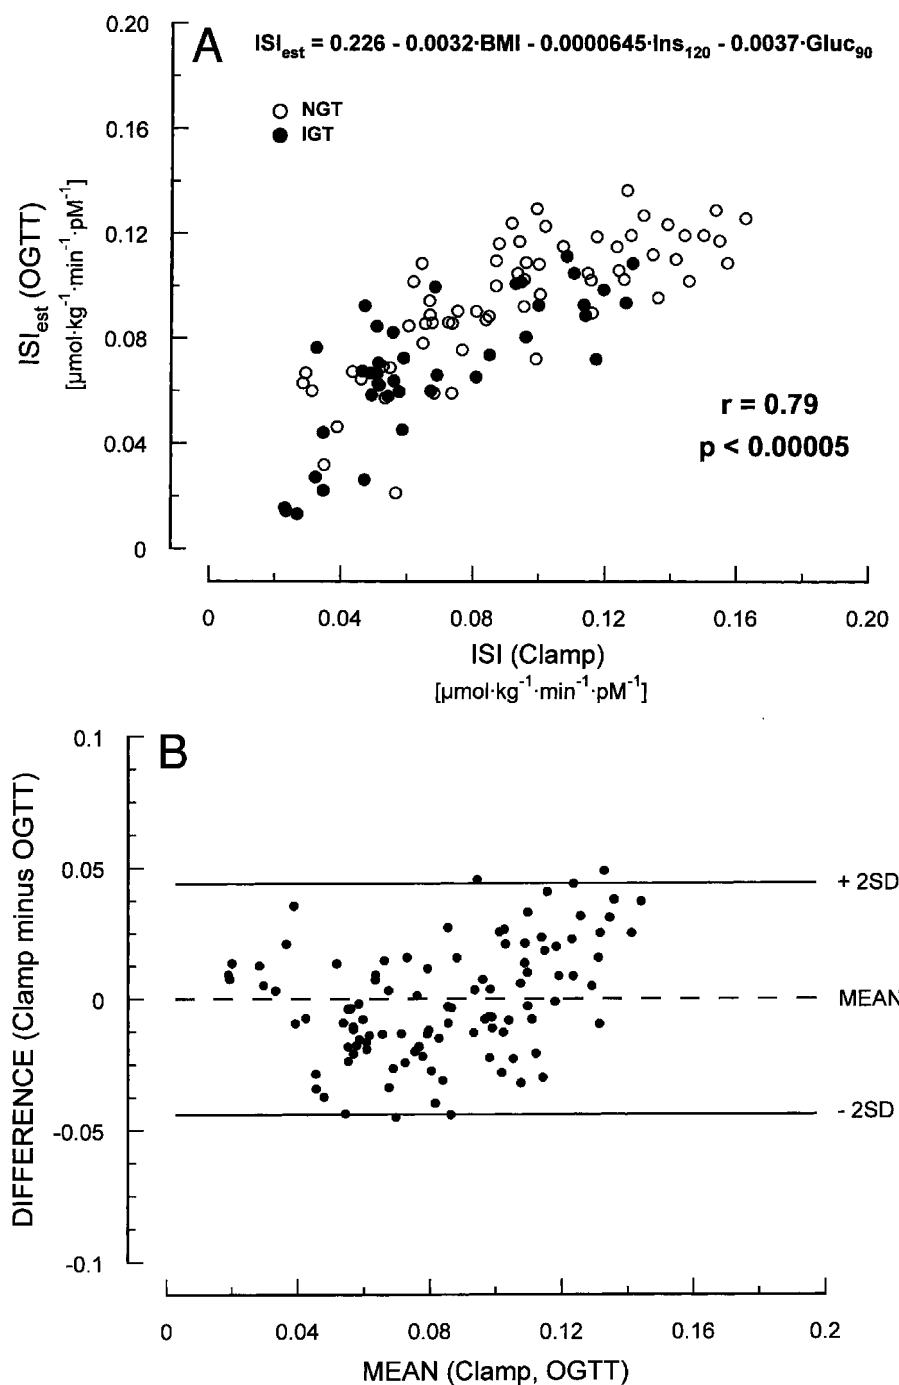 0.20
A
ISI_est = 0.226 - 0.0032·BMI - 0.0000645·Ins_120 - 0.0037·Gluc_90
NGT
IGT
0.16
0.12
0.08
0.04
0
ISI_est (OGTT)
[µmol·kg⁻¹·min⁻¹·pM⁻¹]
r = 0.79
p < 0.00005
0 0.04 0.08 0.12 0.16 0.20
ISI (Clamp)
[µmol·kg⁻¹·min⁻¹·pM⁻¹]
B
0.1
0.05
0
-0.05
-0.1
DIFFERENCE (Clamp minus OGTT)
+ 2SD
MEAN
- 2SD
0 0.04 0.08 0.12 0.16 0.2
MEAN (Clamp, OGTT)